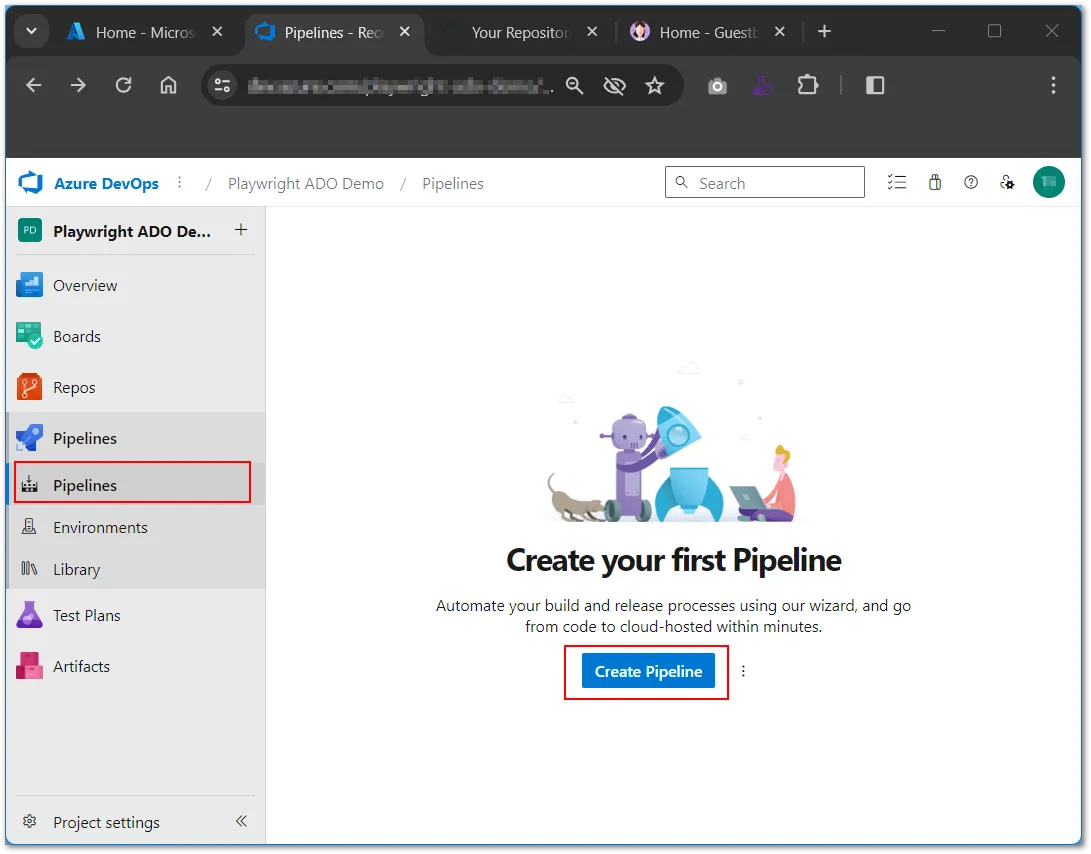 Home - Micros
Pipelines - Rec
Your Repositor
Home - Guestb
Azure DevOps / Playwright ADO Demo / Pipelines
Search
PD Playwright ADO De...
Overview
Boards
Repos
Pipelines
Pipelines
Environments
Library
Test Plans
Artifacts
Project settings
Create your first Pipeline
Automate your build and release processes using our wizard, and go
from code to cloud-hosted within minutes.
Create Pipeline